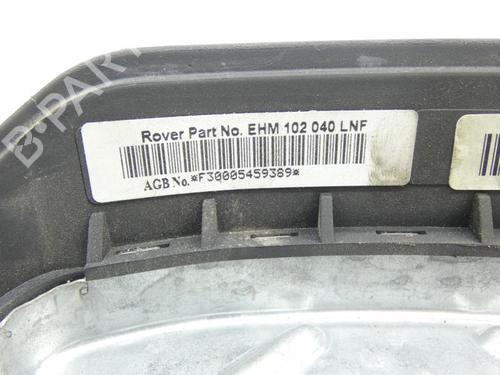 Rover Part No. EHM 102 040 LNF
AGB No.*F30005459389*
B-PARTS